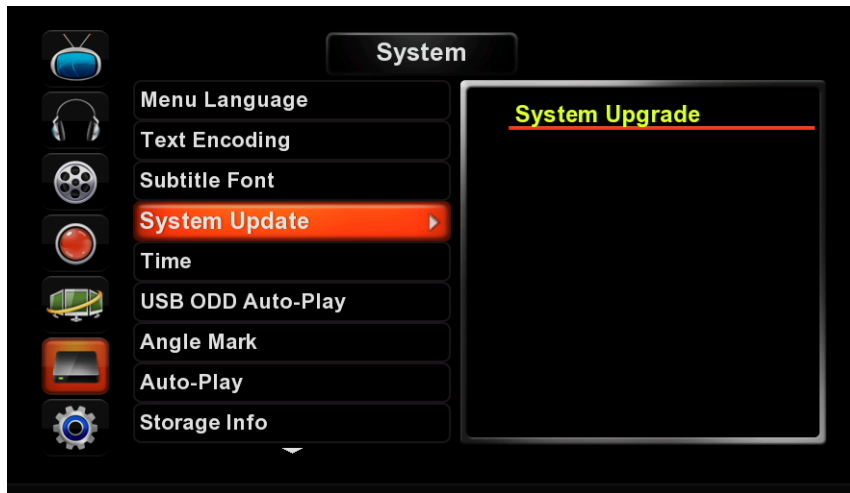 System
Menu Language
Text Encoding
Subtitle Font
System Update
Time
USB ODD Auto-Play
Angle Mark
Auto-Play
Storage Info
System Upgrade